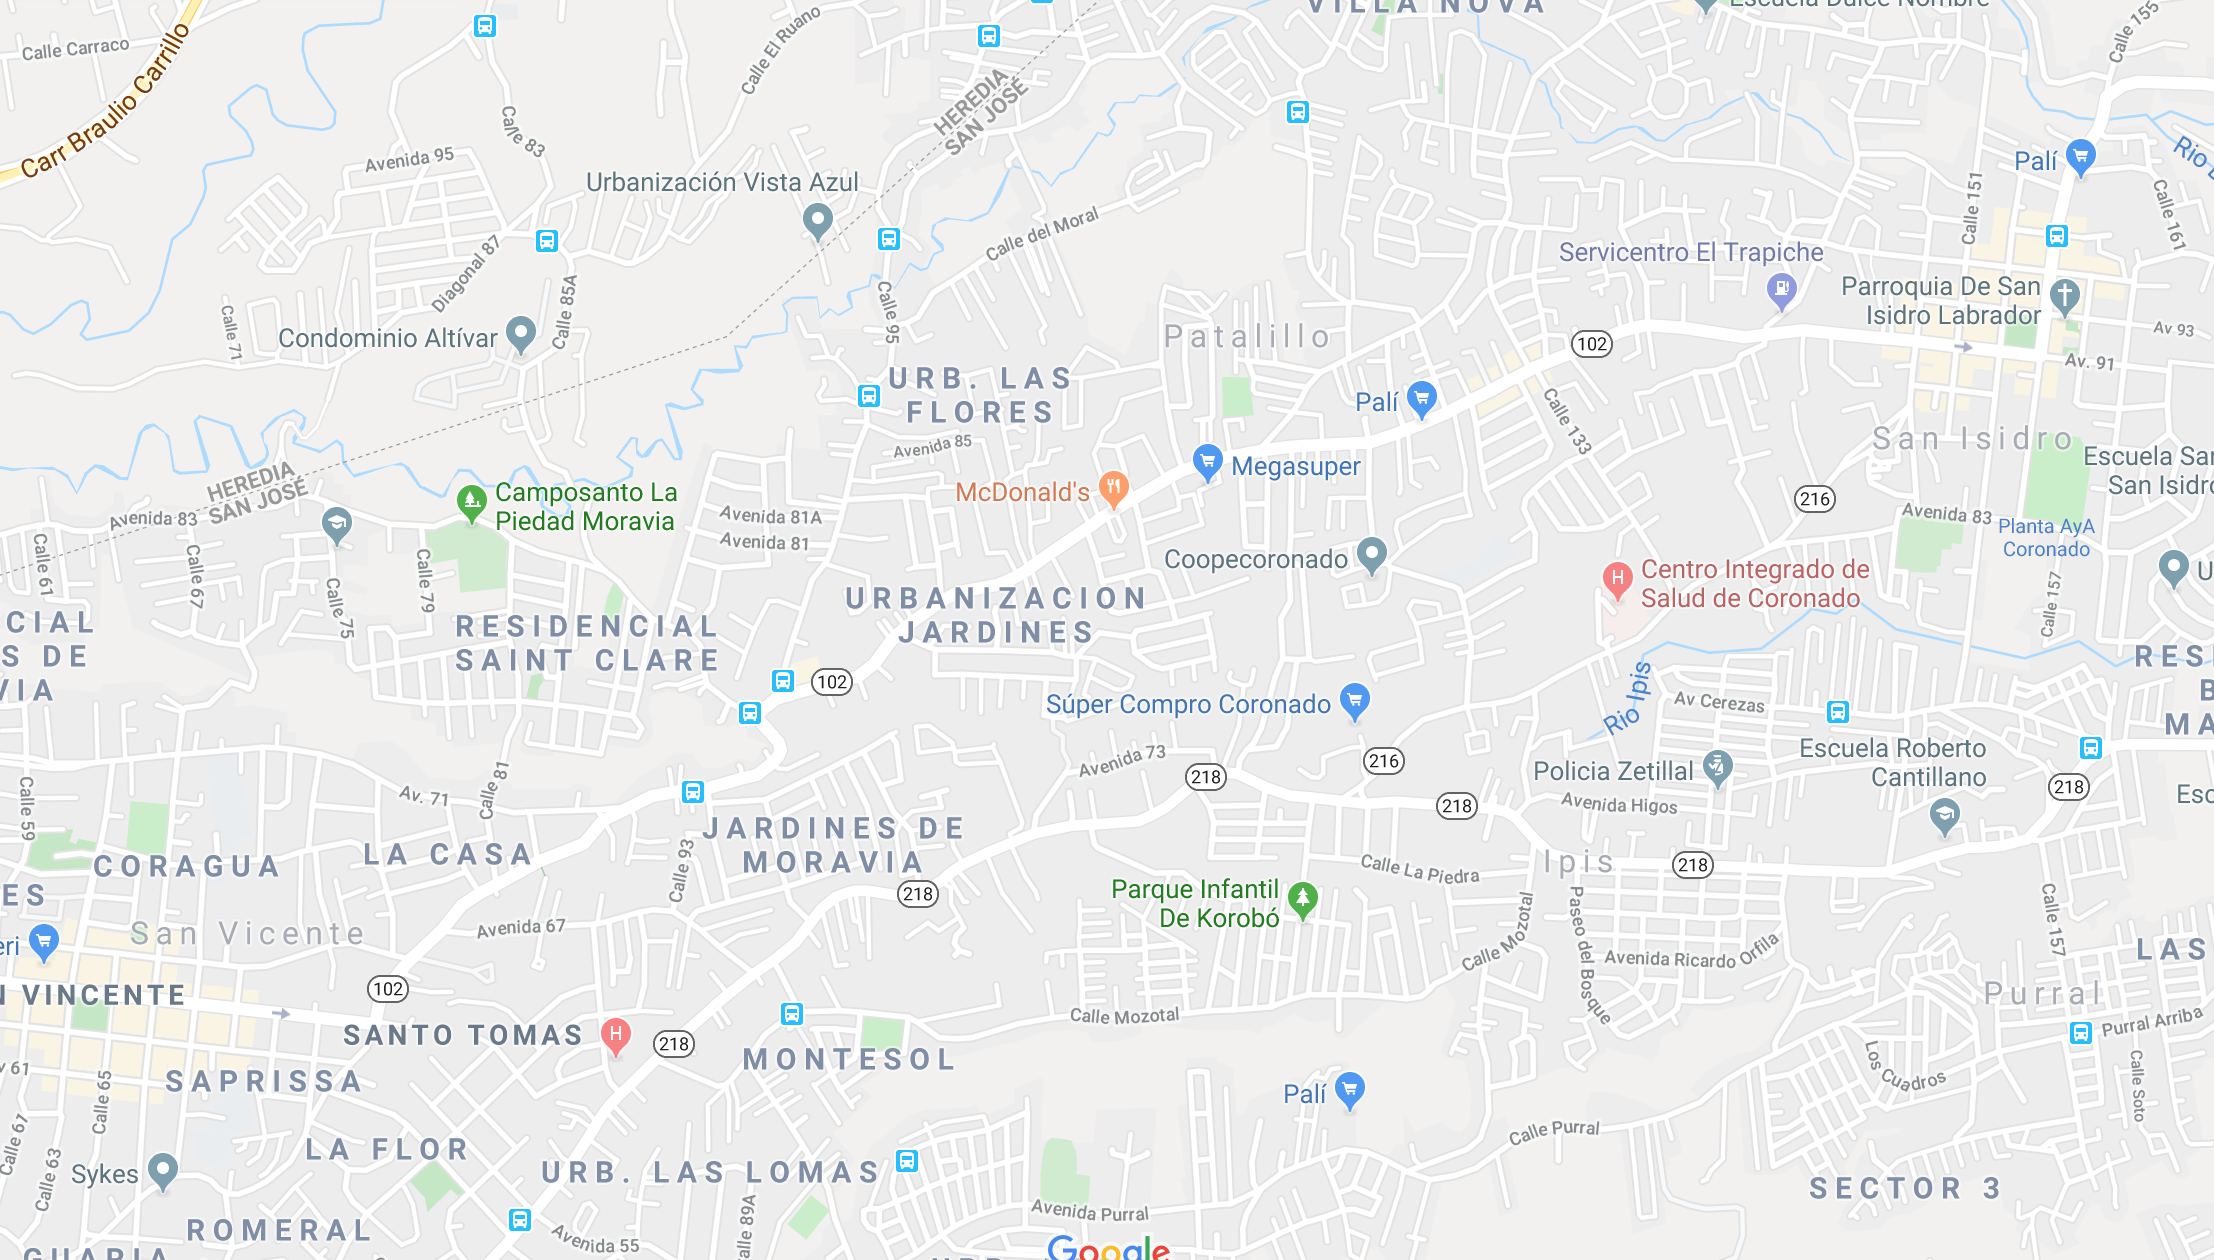 VILLA NOVA
Escuela Dulce Nombre
Calle 155
Calle Carraco
Carr Braulio Carrillo
Calle El Ruano
Calle 83
HEREDIA
SAN JOSÉ
Avenida 95
Urbanización Vista Azul
Palí
Calle 151
Calle 161
Calle del Moral
Diagonal 87
Servicentro El Trapiche
Parroquia De San
Isidro Labrador
Calle 85A
Calle 95
Calle 71
Condominio Altívar
Patalillo
102
Av 93
Av. 91
URB. LAS
FLORES
Palí
Calle 133
San Isidro
Avenida 85
Megasuper
McDonald's
Escuela
San Isidro
HEREDIA
SAN JOSÉ
Camposanto La
Piedad Moravia
216
Avenida 83
Avenida 81A
Avenida 81
Avenida 83
Planta AyA
Coronado
Coopecoronado
Calle 61
Calle 67
Calle 75
Calle 79
Centro Integrado de
Salud de Coronado
Calle 157
URBANIZACION
JARDINES
RESIDENCIAL
SAINT CLARE
CIAL
S DE
VIA
RES
B
MA
102
Rio Ipis
Súper Compro Coronado
Av Cerezas
Avenida 73
216
218
Policia Zetillal
Escuela Roberto
Cantillano
218
Esc
Calle 59
Calle 81
Av. 71
218
Avenida Higos
JARDINES DE
MORAVIA
CORAGUA
LA CASA
Calle 93
Calle La Piedra
Ipis
218
ES
218
Parque Infantil
De Korobó
Calle Mozotal
Paseo del Bosque
Calle 157
Avenida 67
San Vicente
eri
Avenida Ricardo Orfila
LAS
N VINCENTE
102
Purral
Calle Mozotal
Purral Arriba
SANTO TOMAS
218
MONTESOL
Los Cuadros
Calle Soto
61
SAPRISSA
Calle 65
Palí
Calle 67
Calle Purral
LA FLOR
Calle 63
Sykes
URB. LAS LOMAS
SECTOR 3
ROMERAL
Avenida Purral
alle 89A
Avenida 55
GUARIA
URB
Google